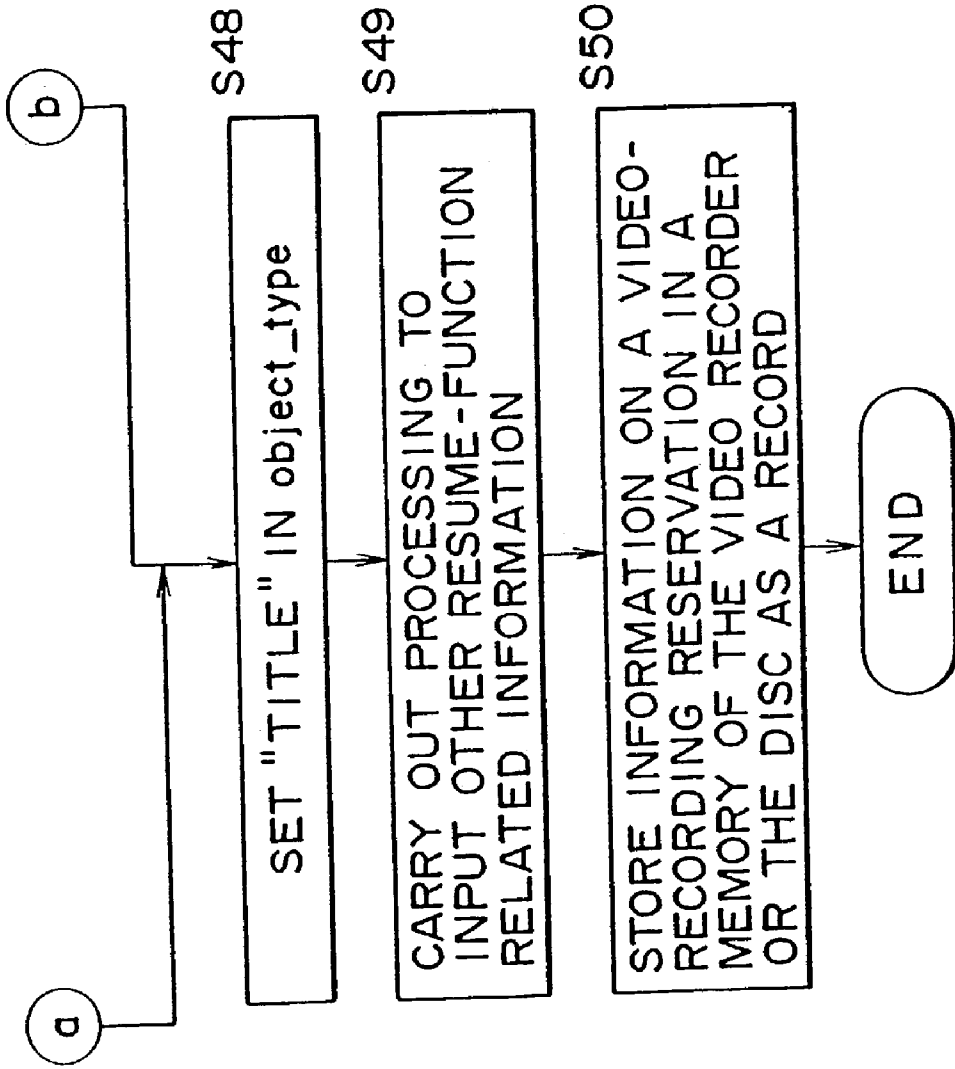 a
b
S48
SET "TITLE" IN object_type
S49
CARRY OUT PROCESSING TO
INPUT OTHER RESUME-FUNCTION
RELATED INFORMATION
S50
STORE INFORMATION ON A VIDEO-
RECORDING RESERVATION IN A
MEMORY OF THE VIDEO RECORDER
OR THE DISC AS A RECORD
END